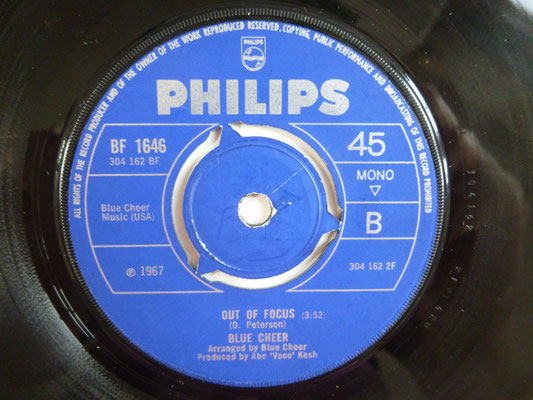 ALL RIGHTS OF THE RECORD PRODUCER AND OF THE OWNER OF THE WORK REPRODUCED RESERVED. COPYING, PUBLIC PERFORMANCE AND BROADCASTING OF THIS RECORD PROHIBITED
PHILIPS
PHILIPS
BF 1646
304 162 BF
45
MONO
Blue Cheer
Music (USA)
B
℗ 1967
304 162 2F
OUT OF FOCUS (3:52)
(D. Peterson)
BLUE CHEER
Arranged by Blue Cheer
Produced by Abe 'Voco' Kesh